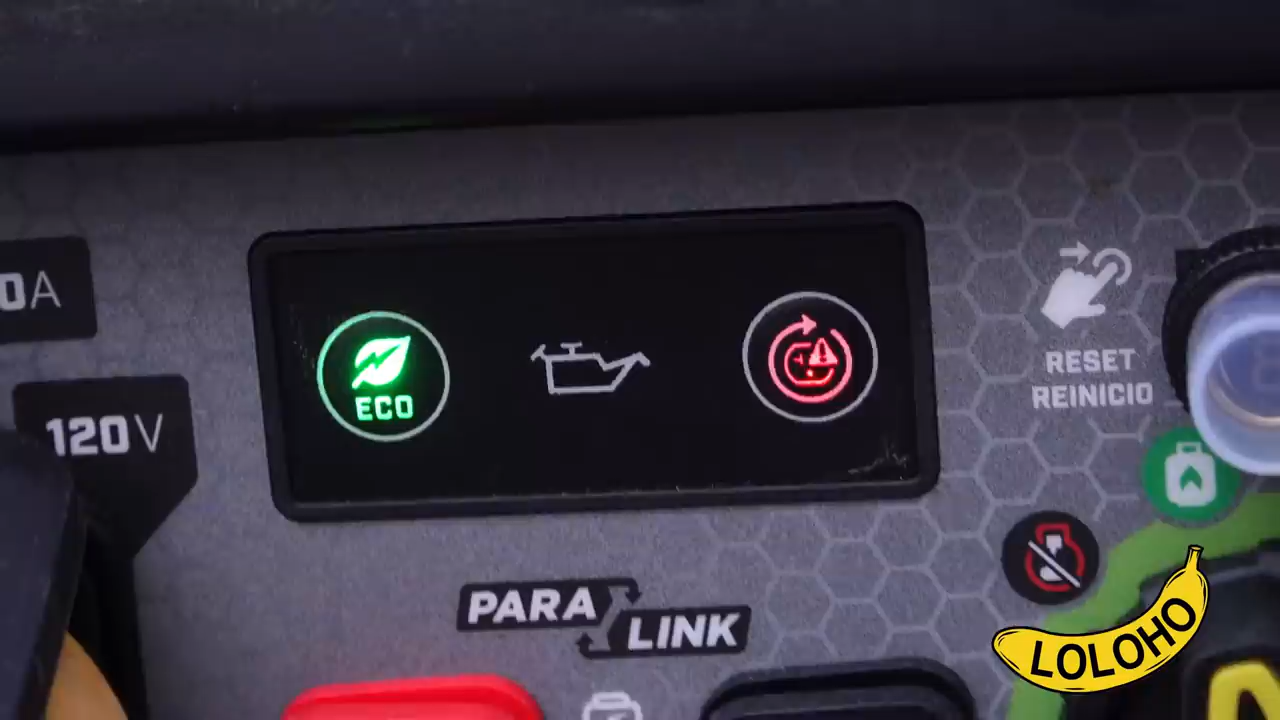 0A
120V
ECO
RESET
REINICIO
PARA
LINK
LOLOHO